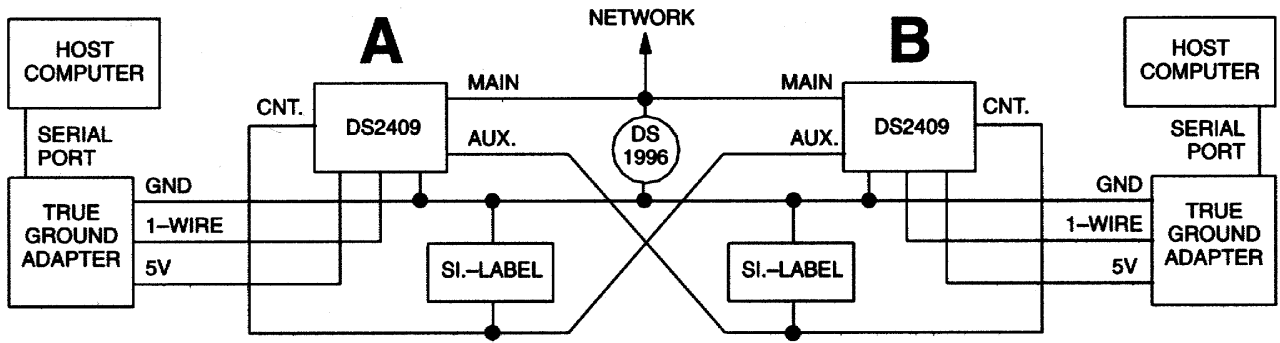 NETWORK
A
B
HOST
COMPUTER
HOST
COMPUTER
MAIN
MAIN
CNT.
CNT.
DS2409
DS2409
SERIAL
PORT
SERIAL
PORT
AUX.
AUX.
DS
1996
GND
GND
TRUE
GROUND
ADAPTER
1–WIRE
5V
TRUE
GROUND
ADAPTER
1–WIRE
5V
SI.–LABEL
SI.–LABEL